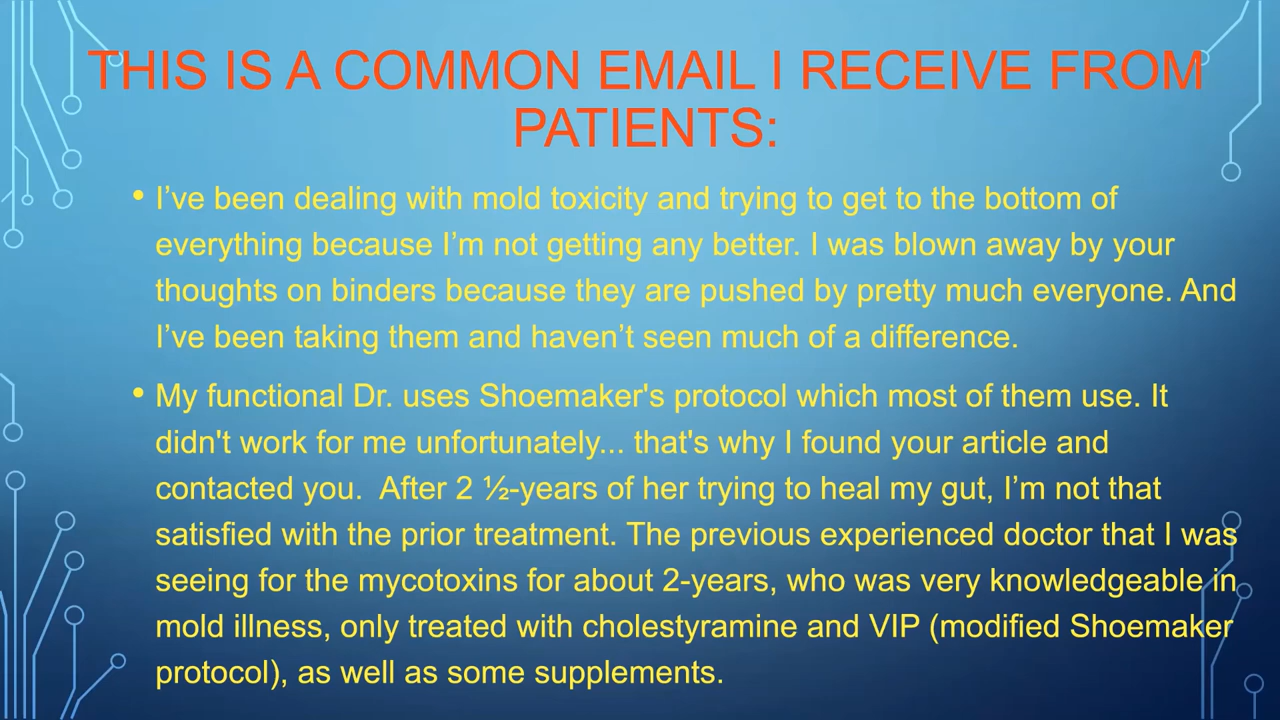 THIS IS A COMMON EMAIL I RECEIVE FROM
PATIENTS:
• I’ve been dealing with mold toxicity and trying to get to the bottom of
everything because I’m not getting any better. I was blown away by your
thoughts on binders because they are pushed by pretty much everyone. And
I’ve been taking them and haven’t seen much of a difference.
• My functional Dr. uses Shoemaker's protocol which most of them use. It
didn't work for me unfortunately... that's why I found your article and
contacted you.  After 2 ½-years of her trying to heal my gut, I’m not that
satisfied with the prior treatment. The previous experienced doctor that I was
seeing for the mycotoxins for about 2-years, who was very knowledgeable in
mold illness, only treated with cholestyramine and VIP (modified Shoemaker
protocol), as well as some supplements.